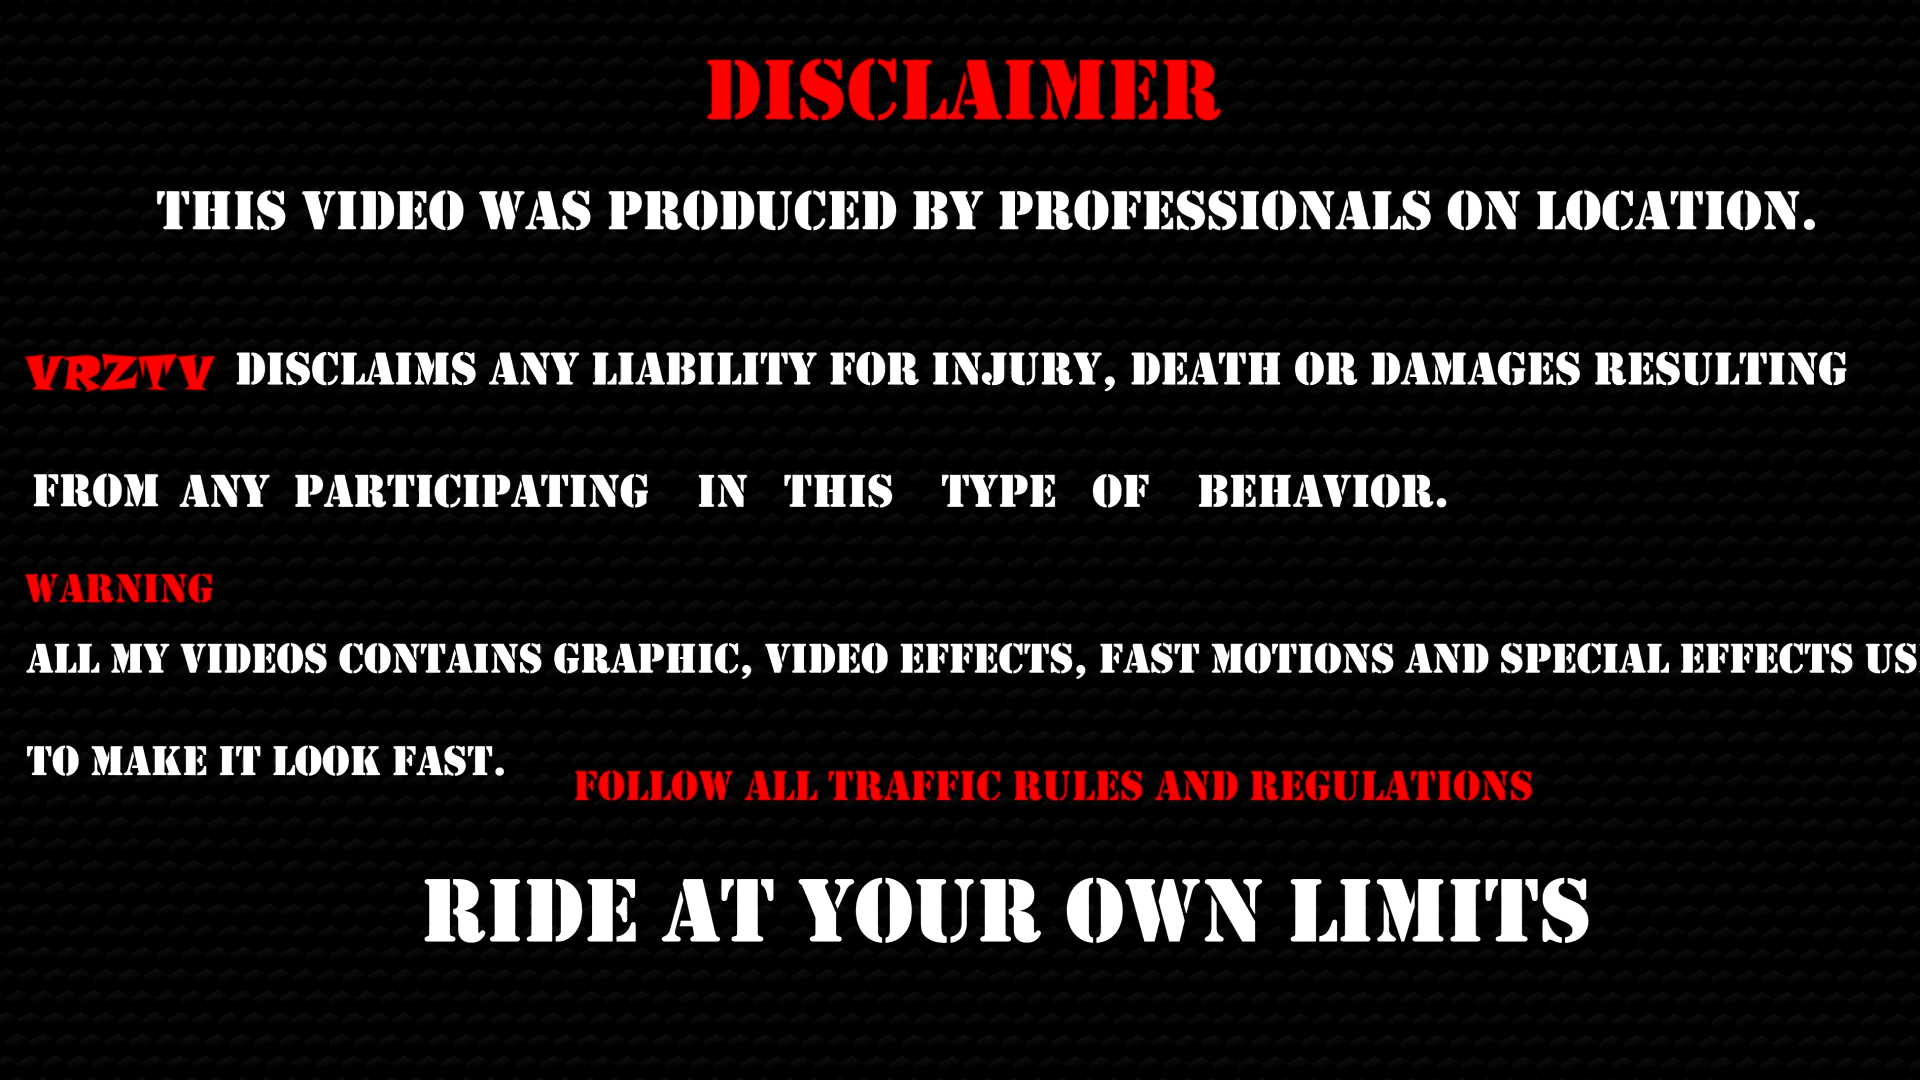 DISCLAIMER
THIS VIDEO WAS PRODUCED BY PROFESSIONALS ON LOCATION.
VRZTV DISCLAIMS ANY LIABILITY FOR INJURY, DEATH OR DAMAGES RESULTING
FROM ANY PARTICIPATING IN THIS TYPE OF BEHAVIOR.
WARNING
ALL MY VIDEOS CONTAINS GRAPHIC, VIDEO EFFECTS, FAST MOTIONS AND SPECIAL EFFECTS
TO MAKE IT LOOK FAST.
FOLLOW ALL TRAFFIC RULES AND REGULATIONS
RIDE AT YOUR OWN LIMITS